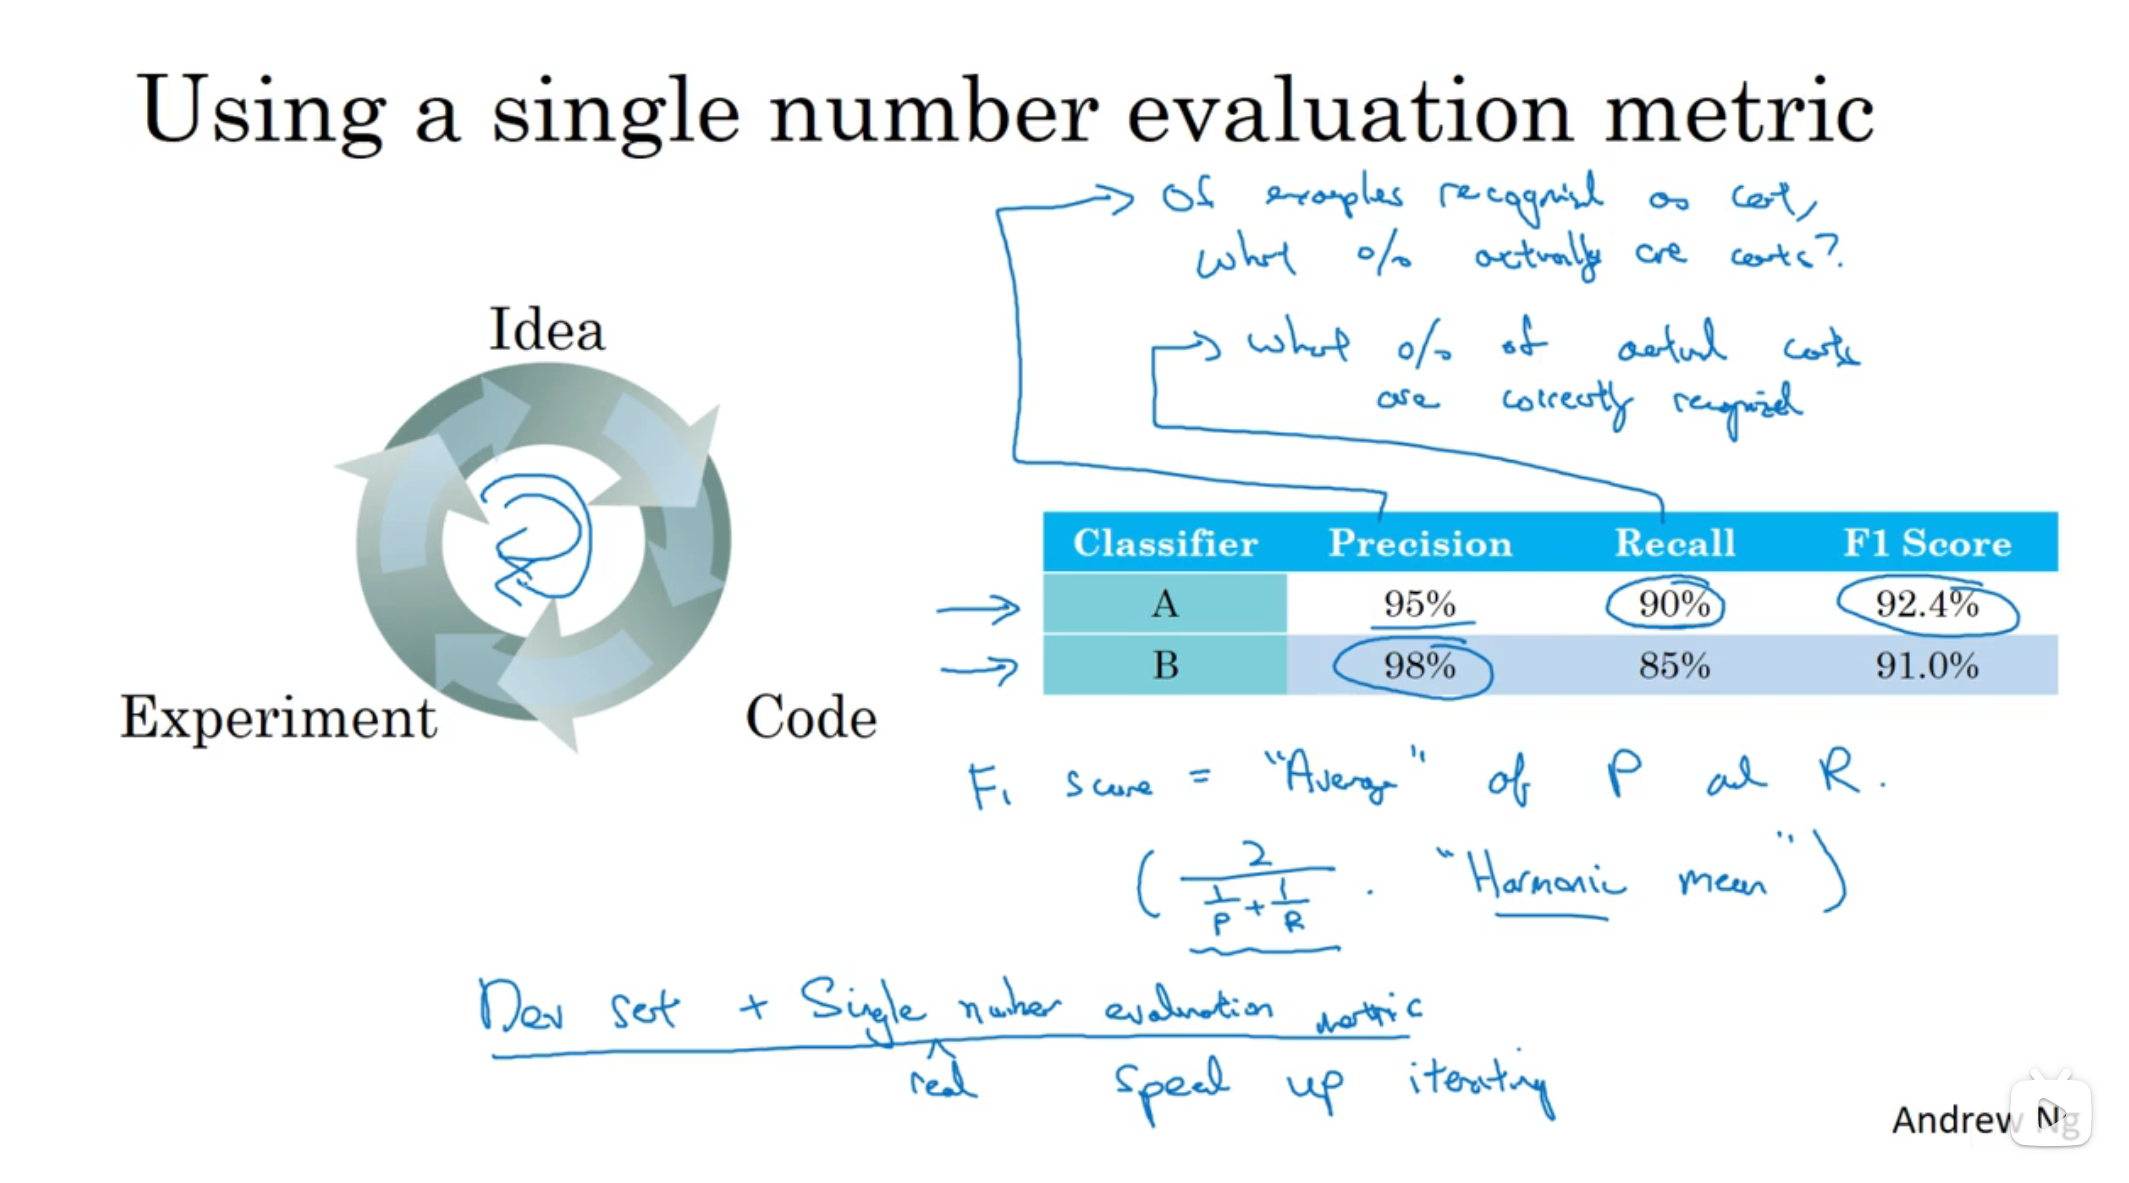 Using a single number evaluation metric
Of examples recognized as cat,
what % actually are cats?
what % of actual cats
are correctly recognized
Idea
Experiment
Code
Classifier Precision Recall F1 Score
A 95% 90% 92.4%
B 98% 85% 91.0%
F1 score = "Average" of P and R.
( 2 / (1/P + 1/R) . "Harmonic mean" )
Dev set + Single number evaluation metric
real
Speed up iterating
Andrew Ng